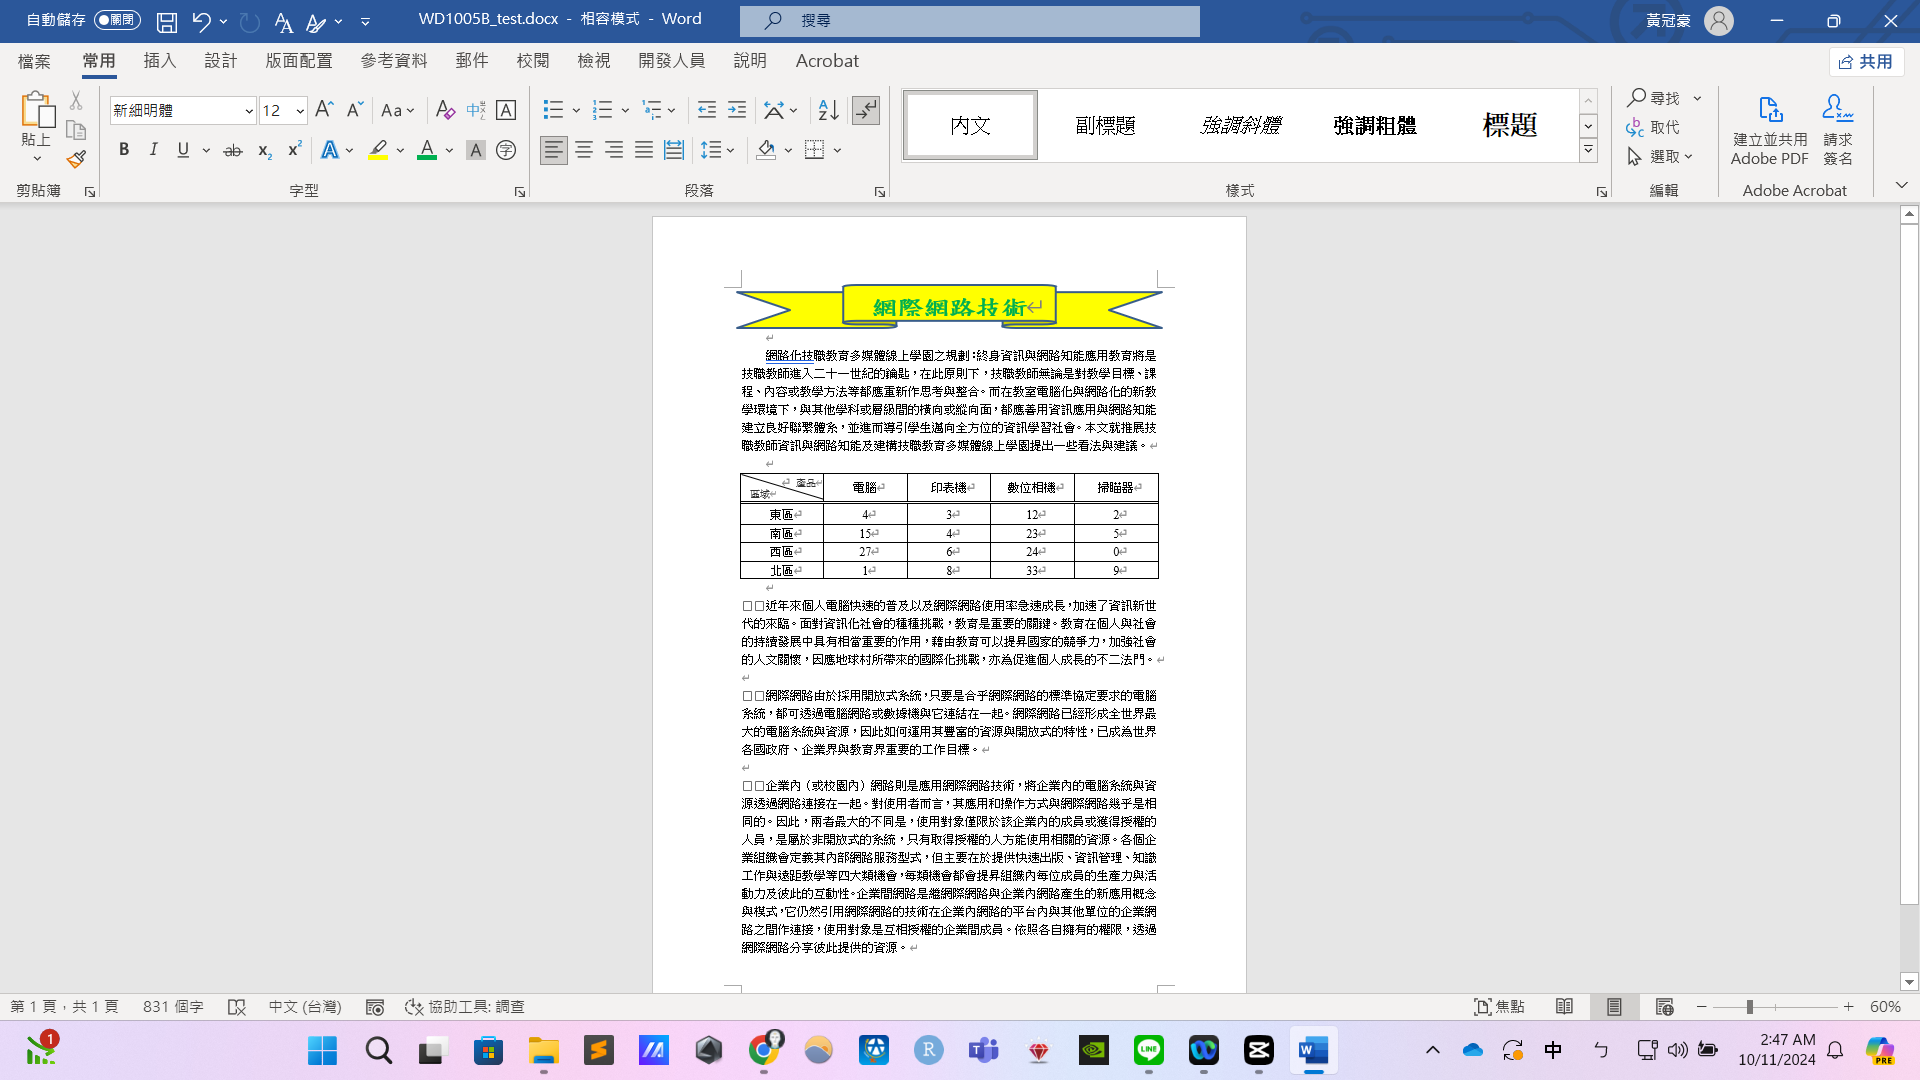 自動儲存 關閉 WD1005B_test.docx - 相容模式 - Word 搜尋 黃冠豪
檔案 常用 插入 設計 版面配置 參考資料 郵件 校閱 檢視 開發人員 說明 Acrobat 共用
貼上 新細明體 12 Aa 內文 副標題 強調斜體 強調粗體 標題 尋找 取代 選取 建立並共用 Adobe PDF 請求 簽名
剪貼簿 字型 段落 樣式 編輯 Adobe Acrobat
網際網路技術
網路化技職教育多媒體線上學園之規劃：終身資訊與網路知能應用教育將是
技職教師進入二十一世紀的鑰匙，在此原則下，技職教師無論是對教學目標、課
程、內容或教學方法等都應重新作思考與整合。而在教室電腦化與網路化的新教
學環境下，與其他學科或層級間的橫向或縱向面，都應善用資訊應用與網路知能
建立良好聯繫體系，並進而導引學生邁向全方位的資訊學習社會。本文就推展技
職教師資訊與網路知能及建構技職教育多媒體線上學園提出一些看法與建議。
產品 區域 電腦 印表機 數位相機 掃瞄器
東區 4 3 12 2
南區 15 4 23 5
西區 27 6 24 0
北區 1 8 33 9
□□近年來個人電腦快速的普及以及網際網路使用率急速成長，加速了資訊新世
代的來臨。面對資訊化社會的種種挑戰，教育是重要的關鍵。教育在個人與社會
的持續發展中具有相當重要的作用，藉由教育可以提昇國家的競爭力，加強社會
的人文關懷，因應地球村所帶來的國際化挑戰，亦為促進個人成長的不二法門。
□□網際網路由於採用開放式系統，只要是合乎網際網路的標準協定要求的電腦
系統，都可透過電腦網路或數據機與它連結在一起。網際網路已經形成全世界最
大的電腦系統與資源，因此如何運用其豐富的資源與開放式的特性，已成為世界
各國政府、企業界與教育界重要的工作目標。
□□企業內（或校園內）網路則是應用網際網路技術，將企業內的電腦系統與資
源透過網路連接在一起。對使用者而言，其應用和操作方式與網際網路幾乎是相
同的。因此，兩者最大的不同是，使用對象僅限於該企業內的成員或獲得授權的
人員，是屬於非開放式的系統，只有取得授權的人方能使用相關的資源。各個企
業組織會定義其內部網路服務型式，但主要在於提供快速出版、資訊管理、知識
工作與遠距教學等四大類機會，每類機會都會提昇組織內每位成員的生產力與活
動力及彼此的互動性。企業間網路是繼網際網路與企業內網路產生的新應用概念
與模式，它仍然引用網際網路的技術在企業內網路的平台內與其他單位的企業網
路之間作連接，使用對象是互相授權的企業間成員。依照各自擁有的權限，透過
網際網路分享彼此提供的資源。
第 1 頁，共 1 頁 831 個字 中文 (台灣) 協助工具: 調查 焦點 60%
1 中 ㄅ 2:47 AM
10/11/2024 PRE